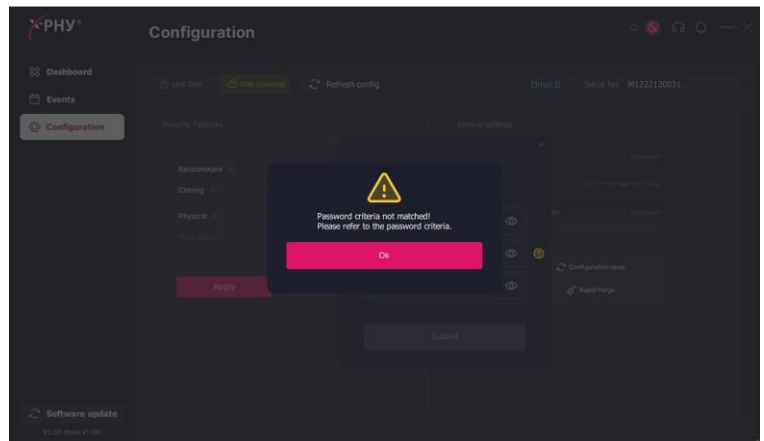 X-PHY®
Configuration
Dashboard
Events
Configuration
Lock Disk
Disk Unlocked
Refresh config
Drive 0
Serial No: M1222120031
Security Features
General settings
Ransomware
Cloning
Physical
Password criteria not matched!
Please refer to the password criteria.
Ok
Apply
Configuration reset
Rapid Purge
Submit
Software update